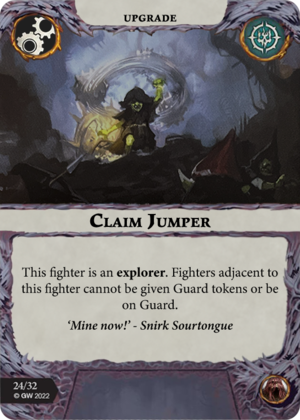 UPGRADE
CLAIM JUMPER
This fighter is an explorer. Fighters adjacent to
this fighter cannot be given Guard tokens or be
on Guard.
‘Mine now!’ - Snirk Sourtongue
24/32
© GW 2022